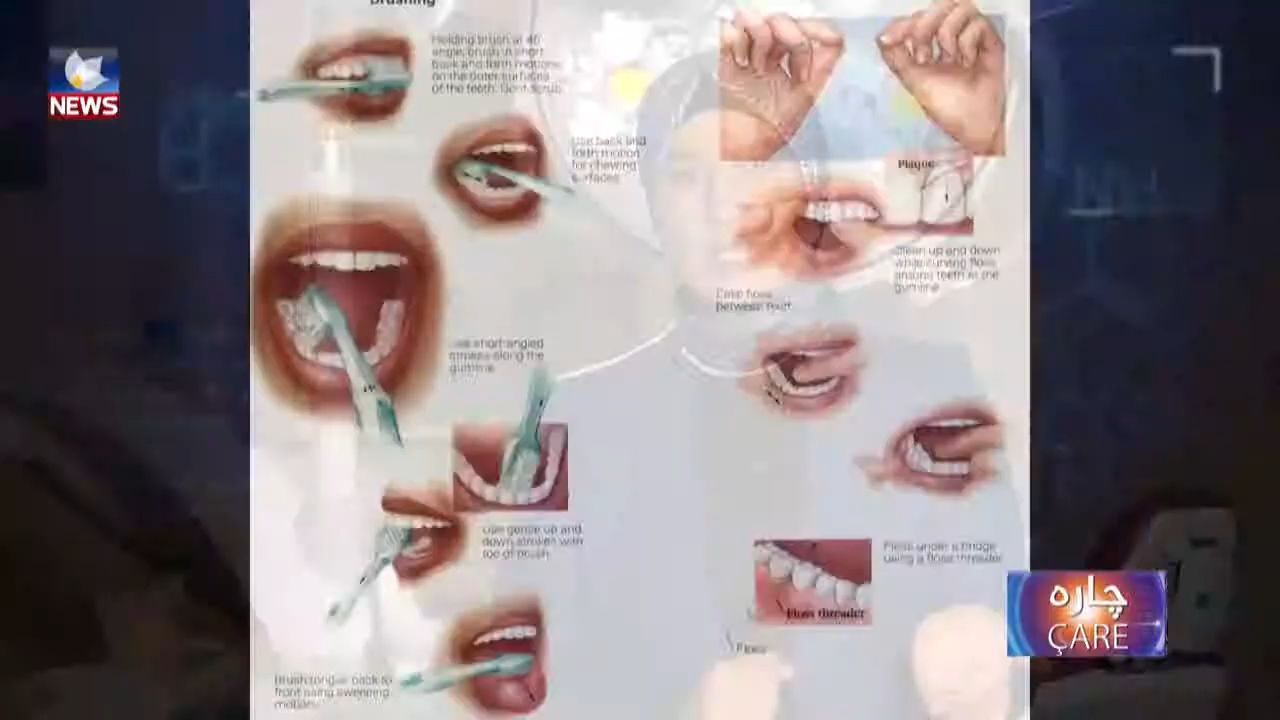 Brushing
NEWS
Holding brush at 45
angle, brush in short
back and forth motions
on the outer surfaces
of the teeth. Don't scrub.
Use back and
forth motion
for chewing
surfaces
Use short angled
strokes along the
gumline
Use gentle up and
down strokes with
toe of brush
Brush tongue back to
front using sweeping
motion.
Plaque
Clean up and down
while curving floss
around teeth at the
gumline
floss
between
Floss under a bridge
using a floss threader
Floss threader
Floss
چارە
ÇARE